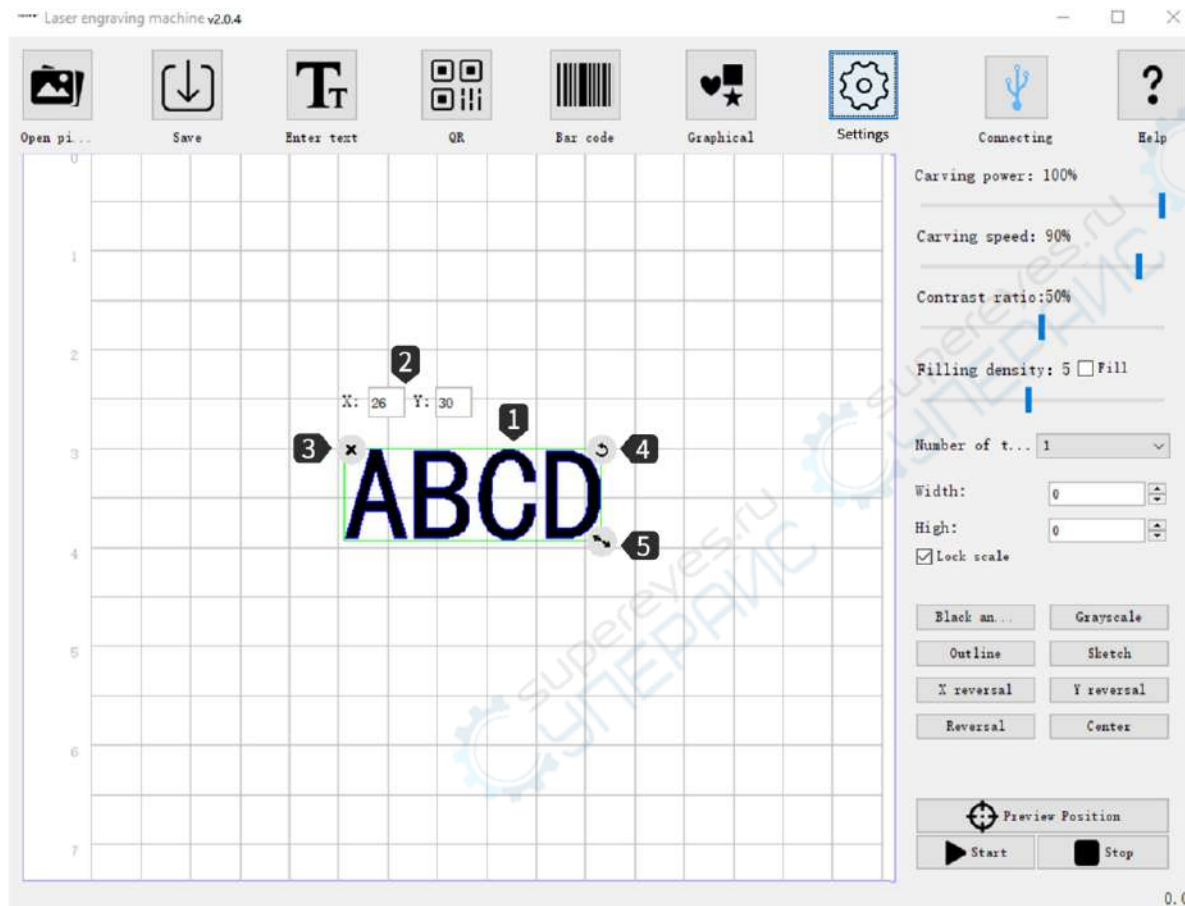 Laser engraving machine v2.0.4
Open pi... Save Enter text QR Bar code Graphical Settings Connecting Help
0
1
2
3
4
5
6
7
2
X: 26 Y: 30
1
3
4
ABCD
5
Carving power: 100%
Carving speed: 90%
Contrast ratio:50%
Filling density: 5 Fill
Number of t... 1
Width: 0
High: 0
Lock scale
Black an... Grayscale
Outline Sketch
X reversal Y reversal
Reversal Center
Preview Position
Start Stop
supereyes.ru
СУПЕРАЙС
supereyes.ru
СУПЕРАЙС